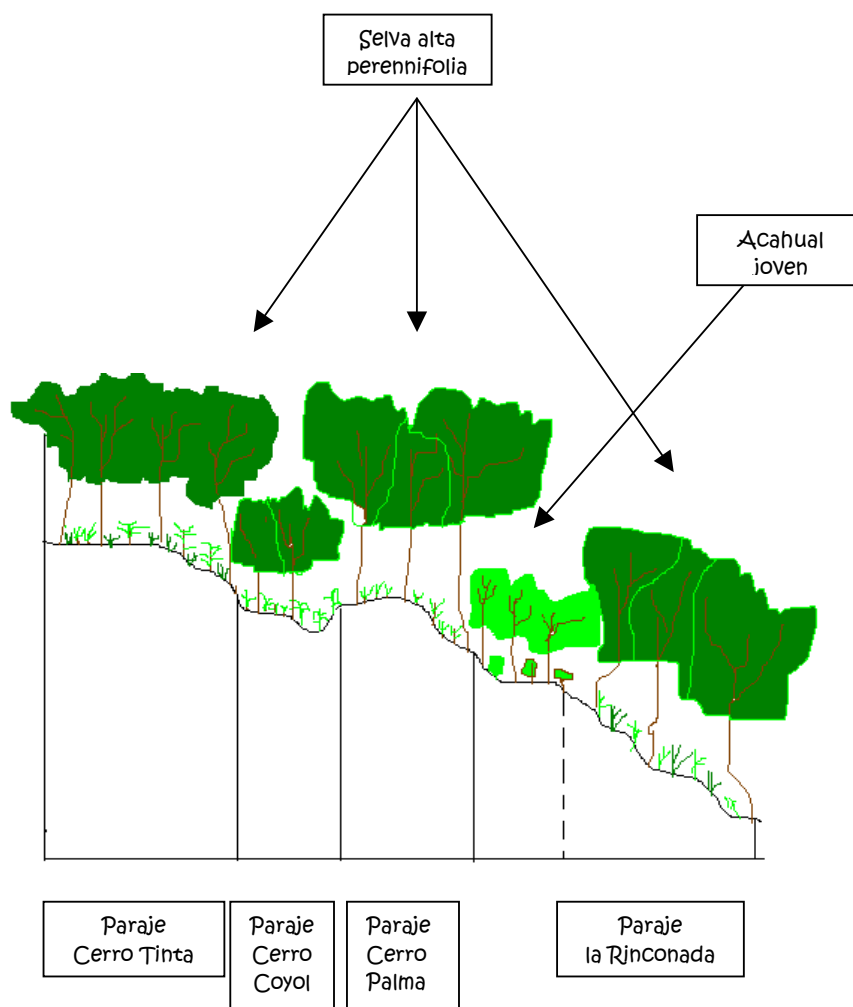 Selva alta
perennifolia
Acahual
joven
Paraje
Cerro Tinta
Paraje
Cerro
Coyol
Paraje
Cerro
Palma
Paraje
la Rinconada